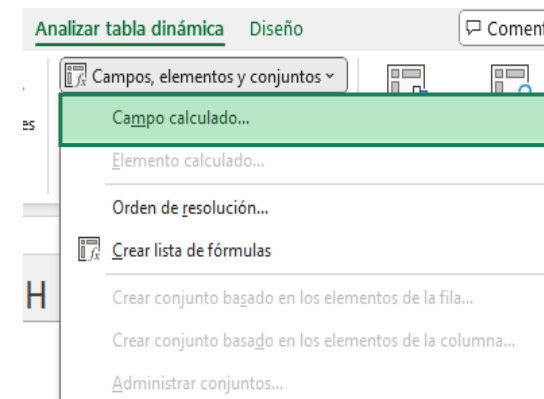 Analizar tabla dinámica Diseño Coment
Campos, elementos y conjuntos
es
Campo calculado...
Elemento calculado...
Orden de resolución...
Crear lista de fórmulas
H
Crear conjunto basado en los elementos de la fila...
Crear conjunto basado en los elementos de la columna...
Administrar conjuntos...